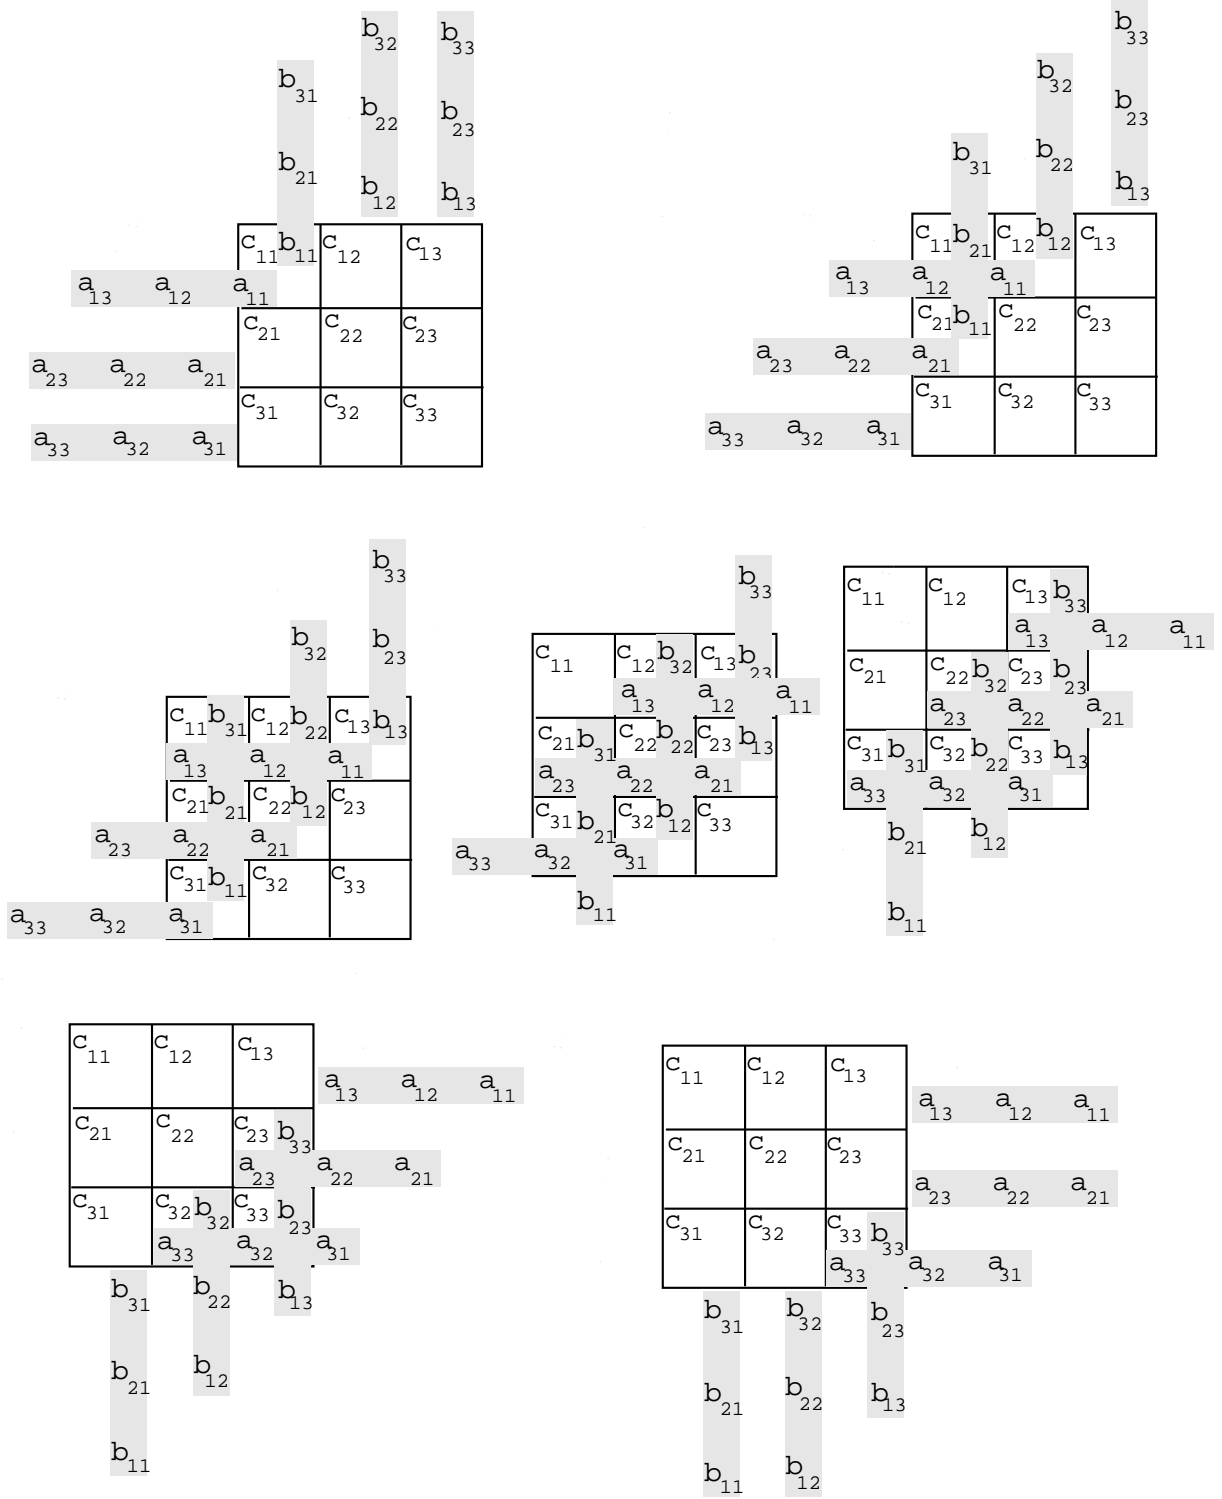 b32 b33
b31
b22 b23
b21
b12 b13
c11 b11 c12 c13
a13 a12 a11
c21 c22 c23
a23 a22 a21
c31 c32 c33
a33 a32 a31
b33
b32
b23
b31 b22
b13
c11 b21 c12 b12 c13
a13 a12 a11
c21 b11 c22 c23
a23 a22 a21
c31 c32 c33
a33 a32 a31
b33
b32 b23
c11 b31 c12 b22 c13 b13
a13 a12 a11
c21 b21 c22 b12 c23
a23 a22 a21
c31 b11 c32 c33
a33 a32 a31
b33
c11 c12 b32 c13 b23
a13 a12 a11
c21 b31 c22 b22 c23 b13
a23 a22 a21
c31 b21 c32 b12 c33
a33 a32 a31
b11
c11 c12 c13 b33
a13 a12 a11
c21 c22 b32 c23 b23
a23 a22 a21
c31 b31 c32 b22 c33 b13
a33 a32 a31
b21 b12
b11
c11 c12 c13
a13 a12 a11
c21 c22 c23 b33
a23 a22 a21
c31 c32 b32 c33 b23
a33 a32 a31
b31 b22 b13
b21 b12
b11
c11 c12 c13
a13 a12 a11
c21 c22 c23
a23 a22 a21
c31 c32 c33 b33
a33 a32 a31
b31 b32 b23
b21 b22 b13
b11 b12